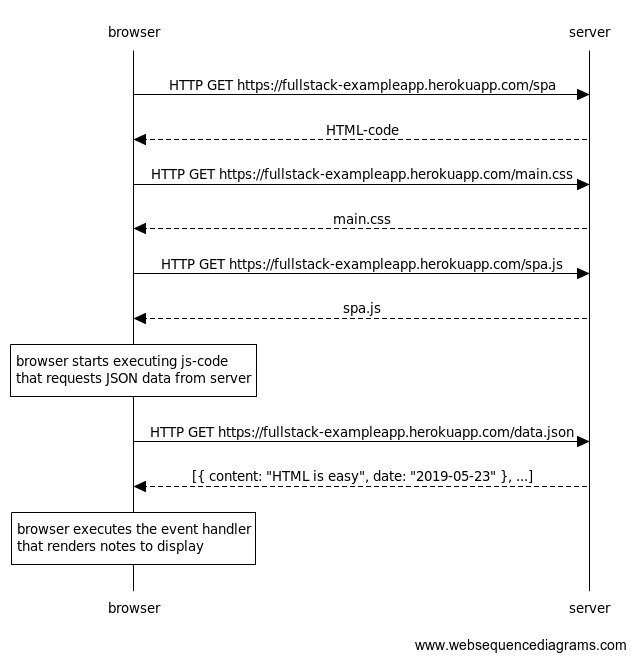 browser
server
HTTP GET https://fullstack-exampleapp.herokuapp.com/spa
HTML-code
HTTP GET https://fullstack-exampleapp.herokuapp.com/main.css
main.css
HTTP GET https://fullstack-exampleapp.herokuapp.com/spa.js
spa.js
browser starts executing js-code
that requests JSON data from server
HTTP GET https://fullstack-exampleapp.herokuapp.com/data.json
[{ content: "HTML is easy", date: "2019-05-23" }, ...]
browser executes the event handler
that renders notes to display
browser
server
www.websequencediagrams.com